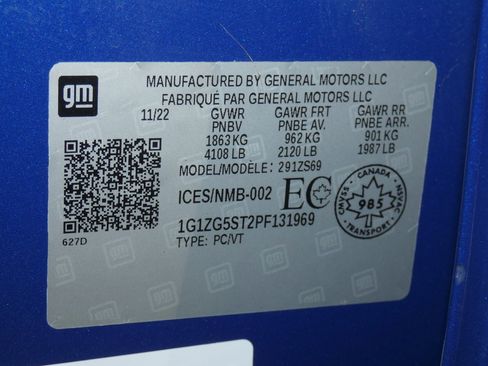 gm
MANUFACTURED BY GENERAL MOTORS LLC
FABRIQUÉ PAR GENERAL MOTORS LLC
11/22 GVWR GAWR FRT GAWR RR
PNBV PNBE AV. PNBE ARR.
1863 KG 962 KG 901 KG
4108 LB 2120 LB 1987 LB
MODEL/MODÈLE: 291ZS69
ICES/NMB-002 EC
1G1ZG5ST2PF131969
TYPE: PC/VT
627D
CANADA
CMVSS 985 NSVAC
TRANSPORT